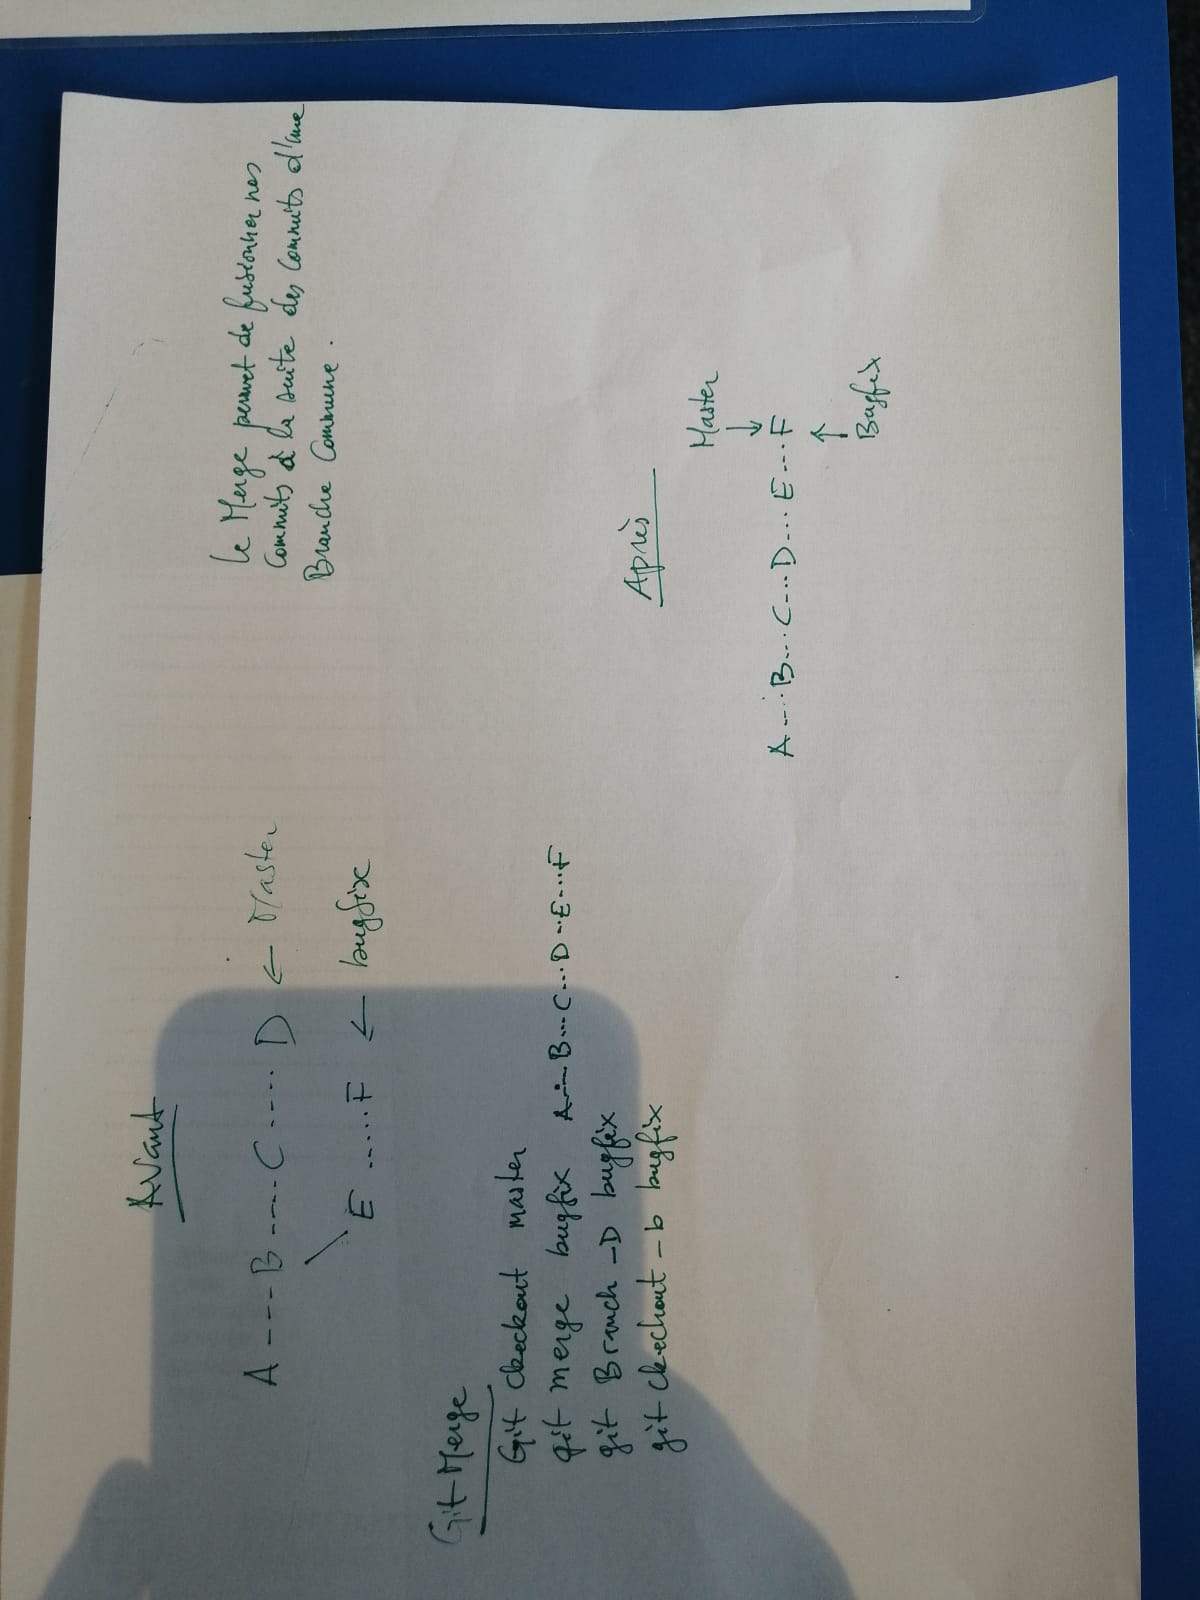 Avant
A - - - B - - - - C - - - - D ← Master
E ..... F ← bugfix
Le Merge permet de fusionner nos
Commits à la suite des commits d'une
Branche Commune.
Git Merge
Git checkout master
git merge bugfix A---B...C...D..E...F
git Branch -D bugfix
git checkout -b bugfix
Après
Master
↓
A...B...C...D...E...F
↑
Bugfix